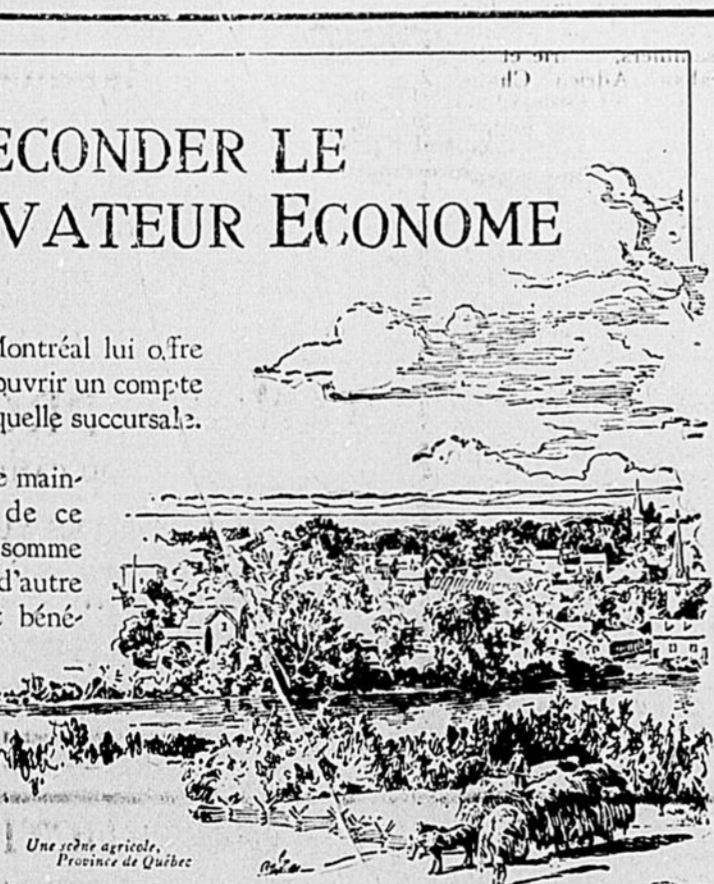 ECONDER LE
VATEUR ECONOME
Montréal lui offre
ouvrir un compte
quelle succursale.
e main-
de ce
somme
d'autre
béné-
Une scène agricole,
Province de Québec